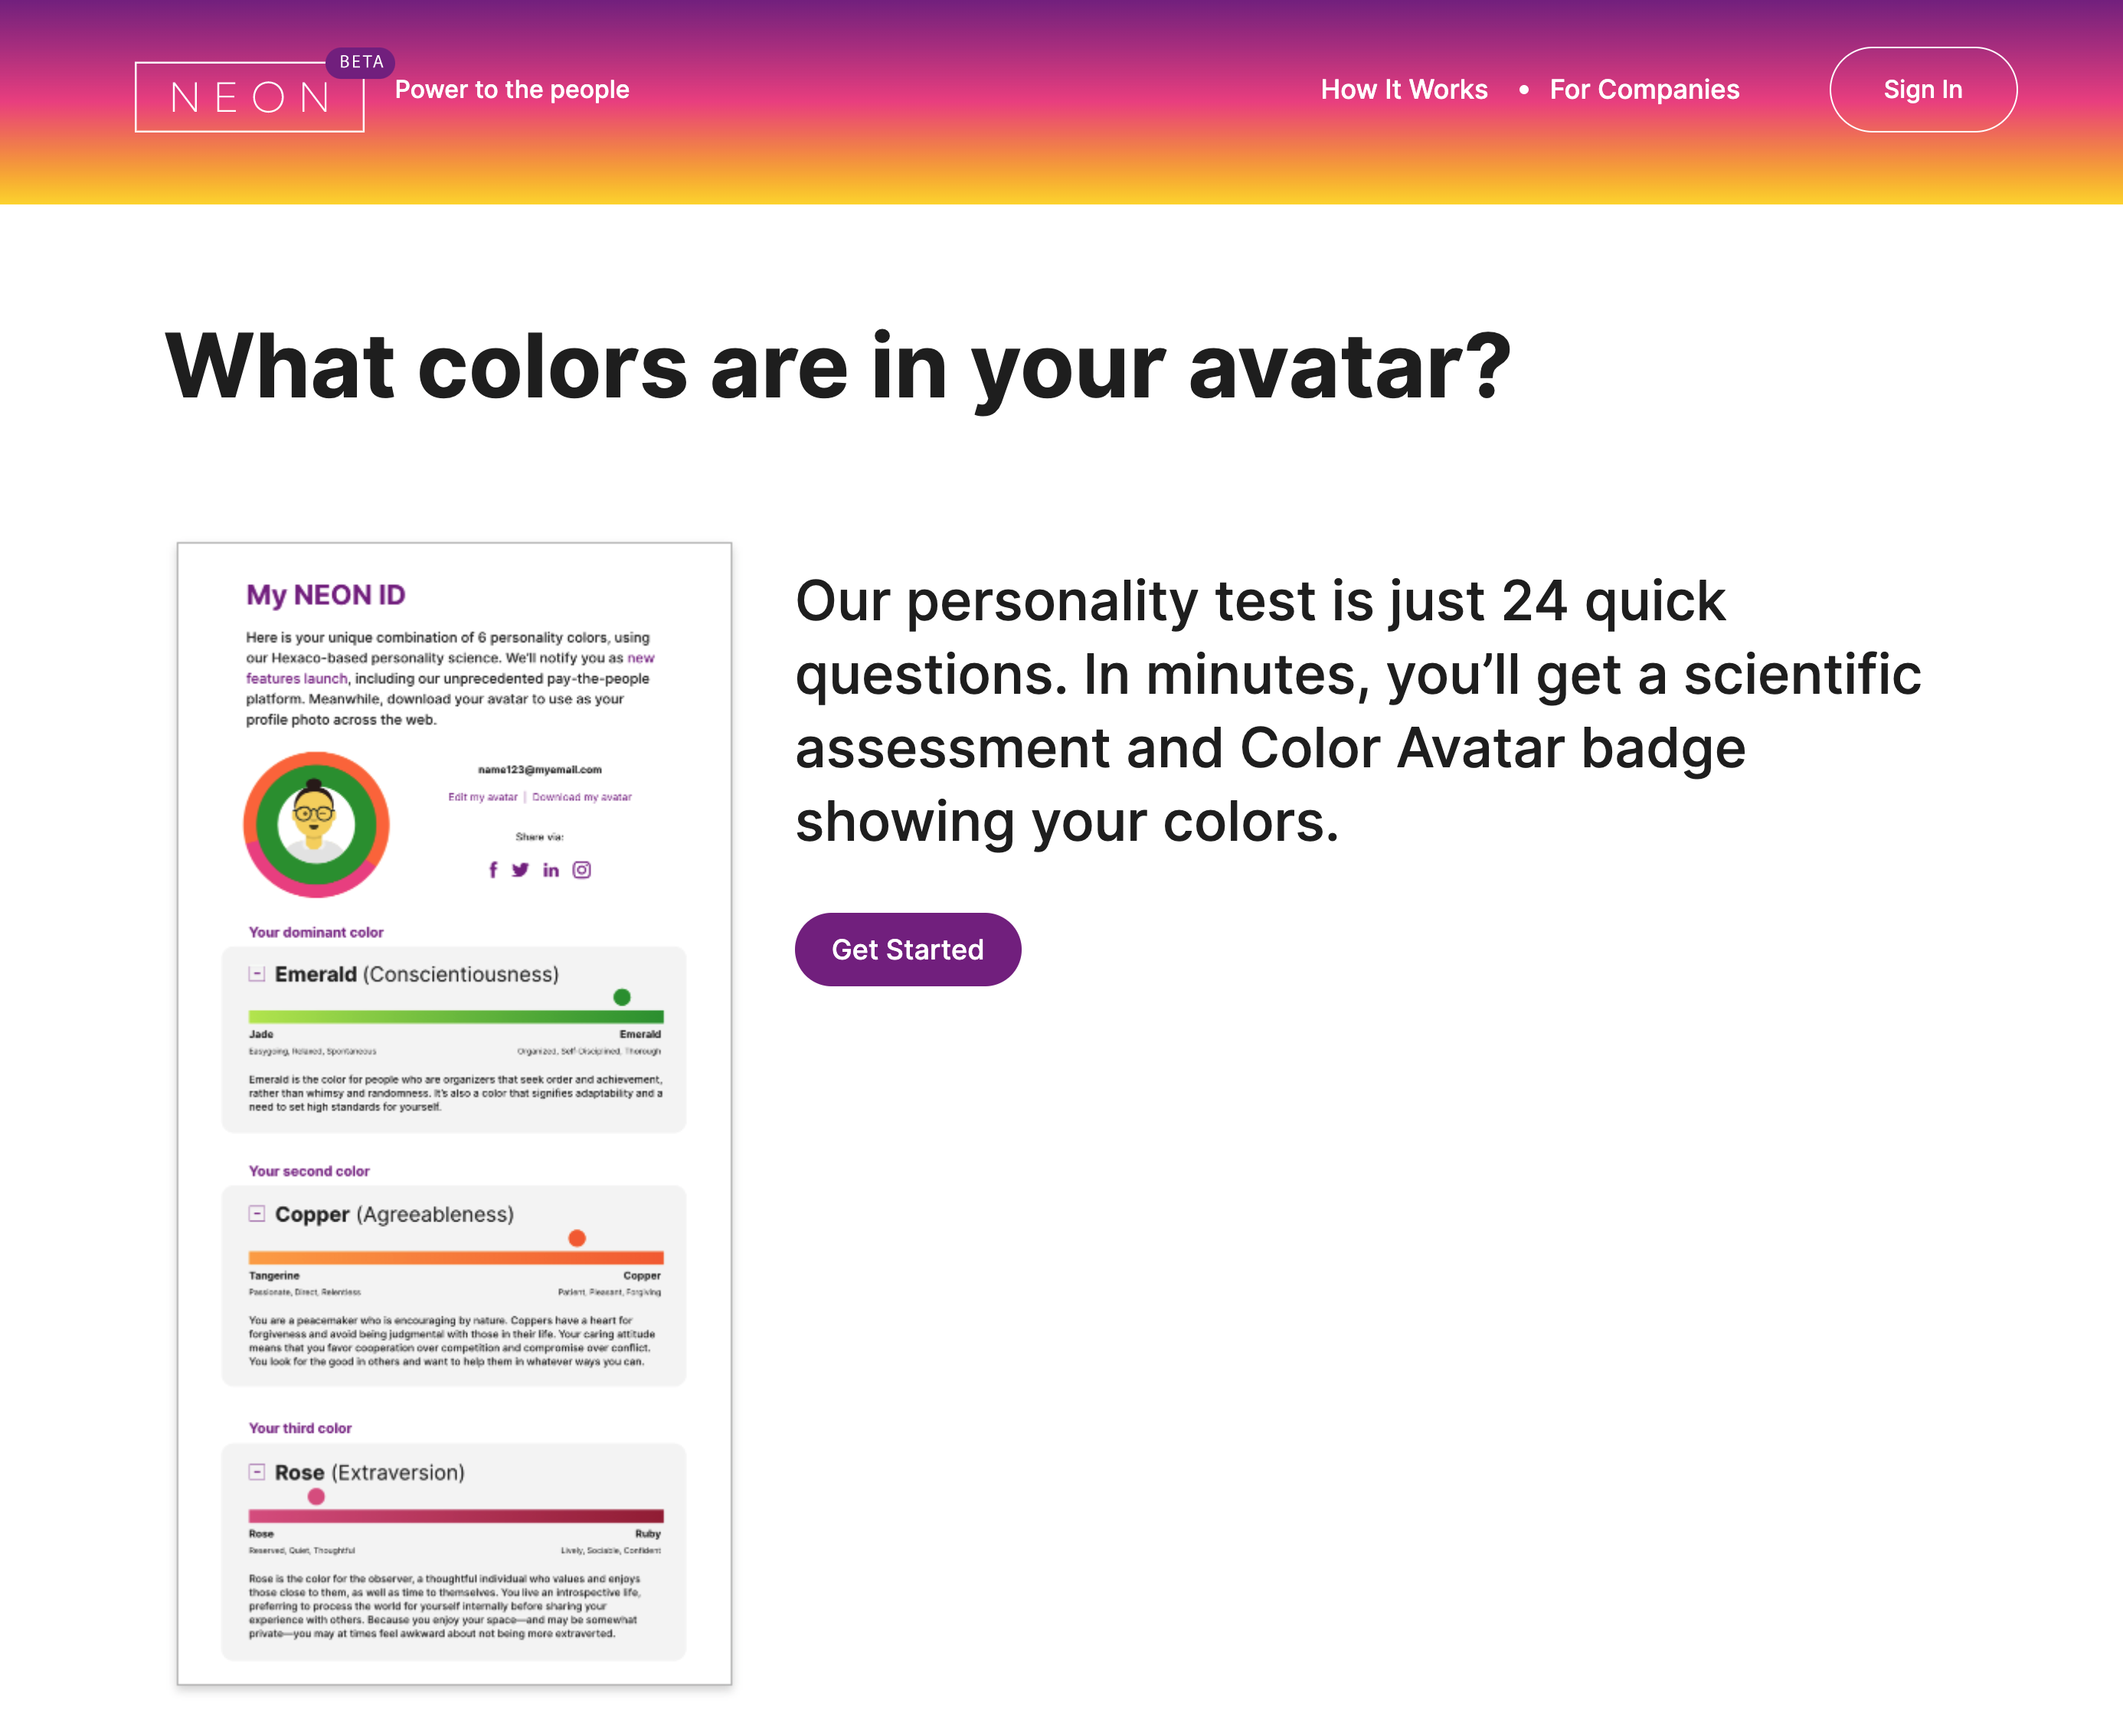 NEON
BETA
Power to the people
How It Works • For Companies
Sign In
What colors are in your avatar?
My NEON ID
Here is your unique combination of 6 personality colors, using
our Hexaco-based personality science. We'll notify you as new
features launch, including our unprecedented pay-the-people
platform. Meanwhile, download your avatar to use as your
profile photo across the web.
name123@myemail.com
Edit my avatar | Download my avatar
Share via:
Your dominant color
Emerald (Conscientiousness)
Jade Emerald
Easygoing, Relaxed, Spontaneous Organized, Self-Disciplined, Thorough
Emerald is the color for people who are organizers that seek order and achievement,
rather than whimsy and randomness. It's also a color that signifies adaptability and a
need to set high standards for yourself.
Your second color
Copper (Agreeableness)
Tangerine Copper
Passionate, Direct, Relentless Patient, Pleasant, Forgiving
You are a peacemaker who is encouraging by nature. Coppers have a heart for
forgiveness and avoid being judgmental with those in their life. Your caring attitude
means that you favor cooperation over competition and compromise over conflict.
You look for the good in others and want to help them in whatever ways you can.
Your third color
Rose (Extraversion)
Rose Ruby
Reserved, Quiet, Thoughtful Lively, Sociable, Confident
Rose is the color for the observer, a thoughtful individual who values and enjoys
those close to them, as well as time to themselves. You live an introspective life,
preferring to process the world for yourself internally before sharing your
experience with others. Because you enjoy your space—and may be somewhat
private—you may at times feel awkward about not being more extraverted.
Our personality test is just 24 quick
questions. In minutes, you’ll get a scientific
assessment and Color Avatar badge
showing your colors.
Get Started